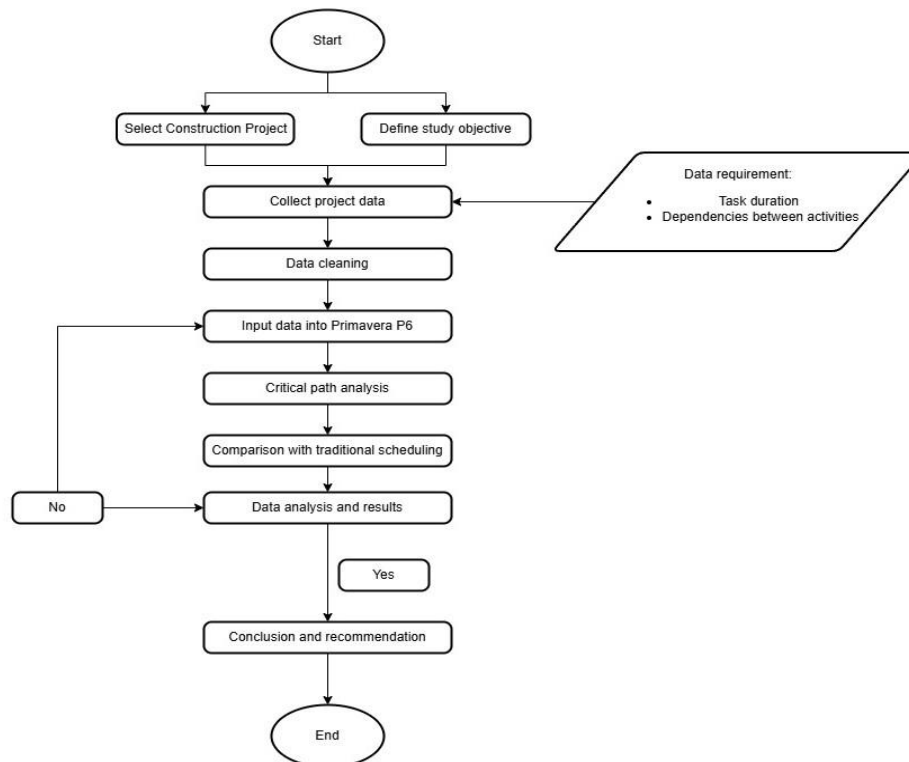 Start
Select Construction Project
Define study objective
Data requirement:
• Task duration
• Dependencies between activities
Collect project data
Data cleaning
Input data into Primavera P6
Critical path analysis
Comparison with traditional scheduling
No
Data analysis and results
Yes
Conclusion and recommendation
End